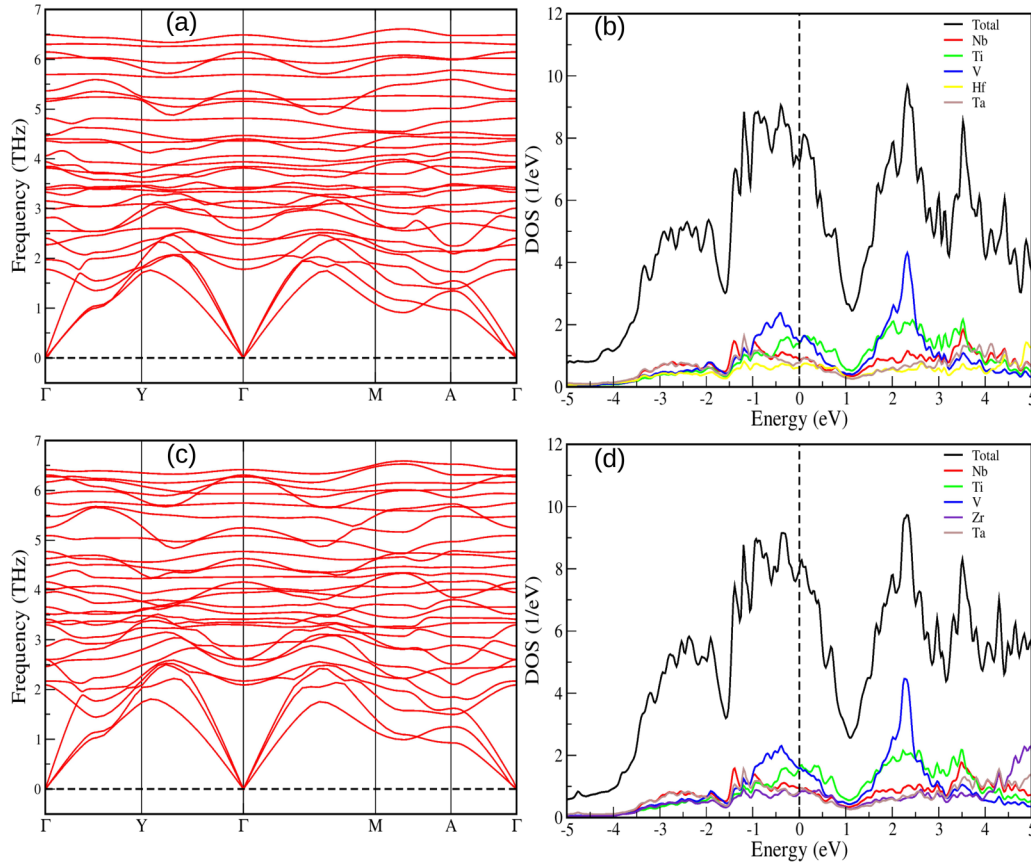 (a)
Frequency (THz)
7
6
5
4
3
2
1
0
Γ Y Γ M A Γ
(b)
DOS (1/eV)
12
10
8
6
4
2
0
-5 -4 -3 -2 -1 0 1 2 3 4 5
Energy (eV)
Total
Nb
Ti
V
Hf
Ta
(c)
Frequency (THz)
7
6
5
4
3
2
1
0
Γ Y Γ M A Γ
(d)
DOS (1/eV)
12
10
8
6
4
2
0
-5 -4 -3 -2 -1 0 1 2 3 4 5
Energy (eV)
Total
Nb
Ti
V
Zr
Ta